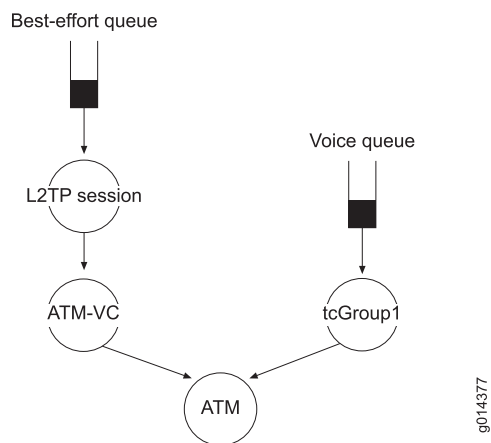 Best-effort queue
Voice queue
L2TP session
ATM-VC
tcGroup1
ATM
g014377